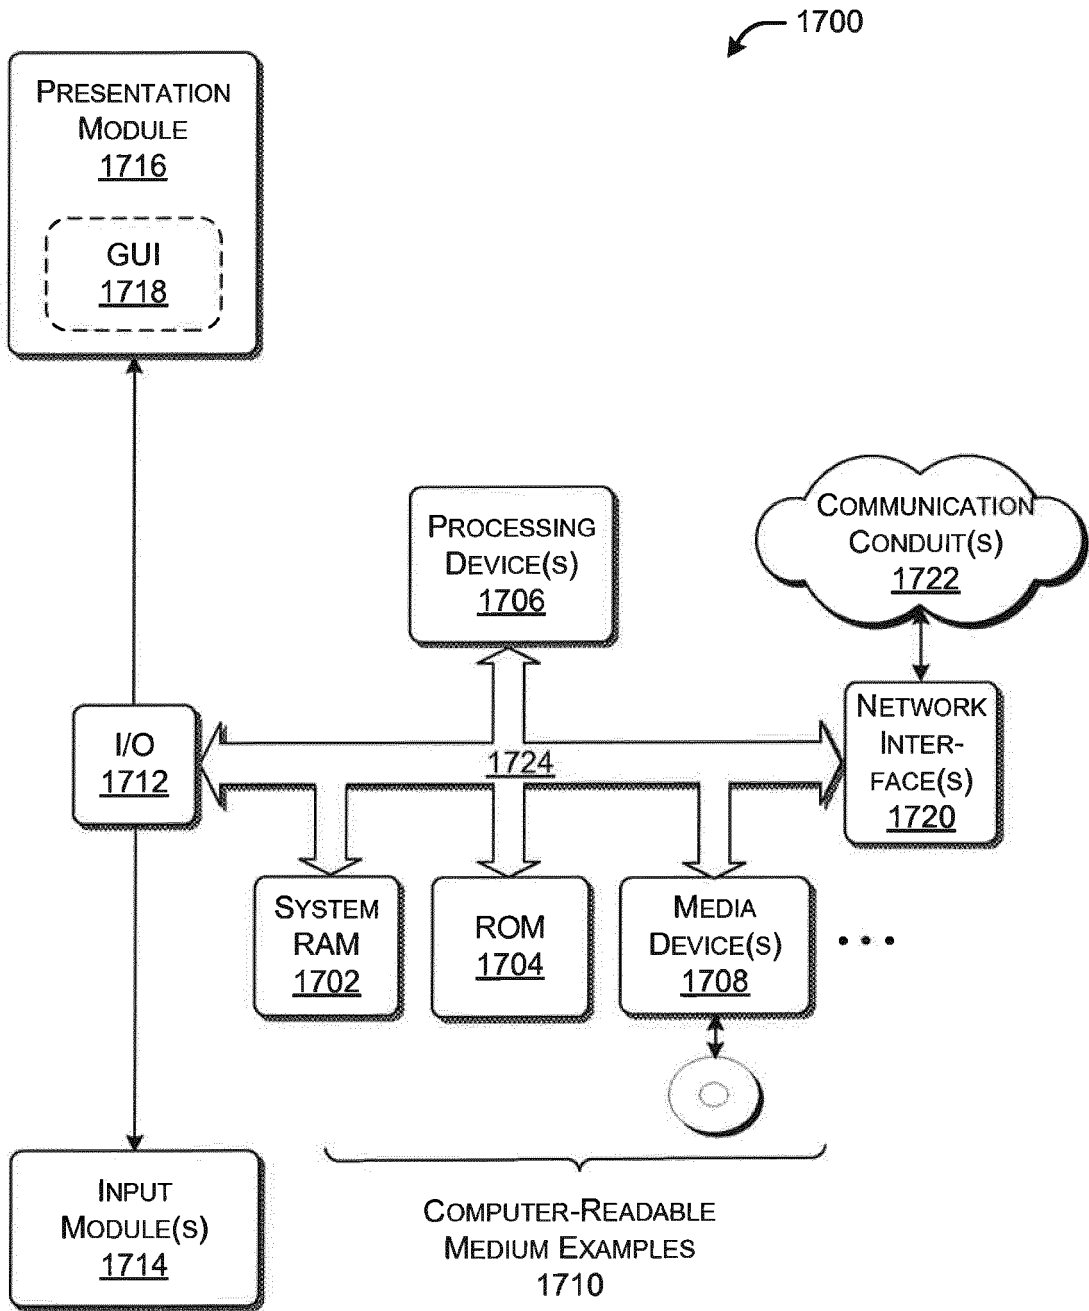 1700
PRESENTATION
MODULE
1716
GUI
1718
PROCESSING
DEVICE(S)
1706
COMMUNICATION
CONDUIT(S)
1722
I/O
1712
1724
NETWORK
INTER-
FACE(S)
1720
SYSTEM
RAM
1702
ROM
1704
MEDIA
DEVICE(S)
1708
• • •
INPUT
MODULE(S)
1714
COMPUTER-READABLE
MEDIUM EXAMPLES
1710